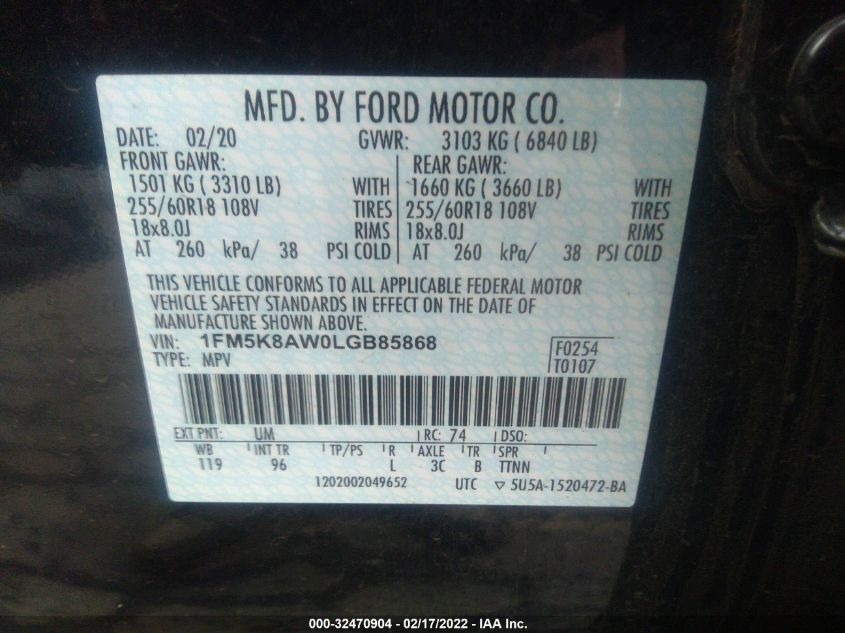 MFD. BY FORD MOTOR CO.
DATE: 02/20 GVWR: 3103 KG ( 6840 LB)
FRONT GAWR: REAR GAWR:
1501 KG ( 3310 LB) WITH 1660 KG ( 3660 LB) WITH
255/60R18 108V TIRES 255/60R18 108V TIRES
18x8.0J RIMS 18x8.0J RIMS
AT 260 kPa/ 38 PSI COLD AT 260 kPa/ 38 PSI COLD
THIS VEHICLE CONFORMS TO ALL APPLICABLE FEDERAL MOTOR
VEHICLE SAFETY STANDARDS IN EFFECT ON THE DATE OF
MANUFACTURE SHOWN ABOVE.
VIN: 1FM5K8AW0LGB85868 F0254
TYPE: MPV T0107
EXT PNT: UM RC: 74 DSO:
WB INT TR TP/PS R AXLE TR SPR
119 96 L 3C B TTNN
1202002049652 UTC ▽ 5U5A-1520472-BA
000-32470904 - 02/17/2022 - IAA Inc.